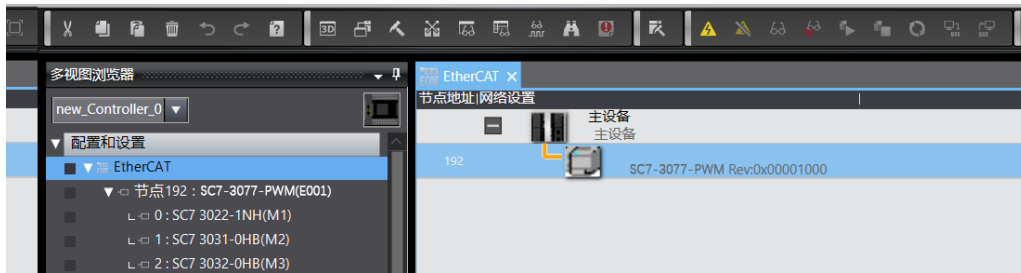 3D
多视图浏览器
new_Controller_0
配置和设置
EtherCAT
节点192 : SC7-3077-PWM(E001)
0 : SC7 3022-1NH(M1)
1 : SC7 3031-0HB(M2)
2 : SC7 3032-0HB(M3)
EtherCAT
节点地址|网络设置
主设备
主设备
192
SC7-3077-PWM Rev:0x00001000